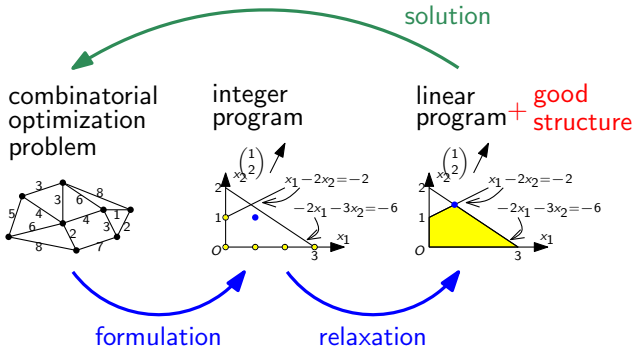 solution
combinatorial
optimization
problem
integer
program
linear
program
+
good
structure
3
8
3
6
5
4
4
1
6
2
3
2
8
7
(1 2)
x₂
2
x₁−2x₂=−2
−2x₁−3x₂=−6
1
O
3
x₁
(1 2)
x₂
2
x₁−2x₂=−2
−2x₁−3x₂=−6
1
O
3
x₁
formulation
relaxation